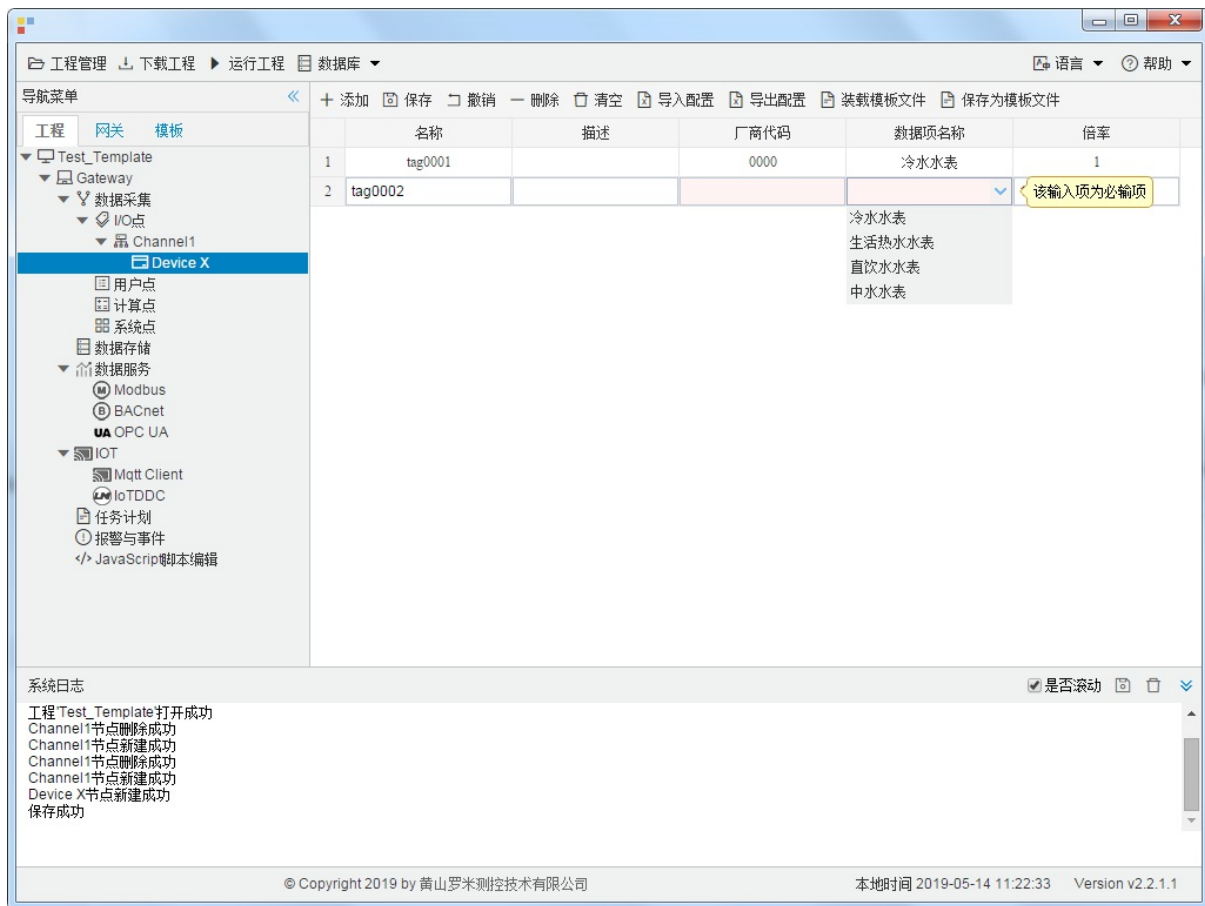 工程管理 下载工程 运行工程 数据库 语言 帮助
导航菜单
添加 保存 撤销 删除 清空 导入配置 导出配置 装载模板文件 保存为模板文件
工程 网关 模板
名称 描述 厂商代码 数据项名称 倍率
1 tag0001 0000 冷水水表 1
2 tag0002 该输入项为必输项
冷水水表
生活热水水表
直饮水水表
中水水表
Test_Template
Gateway
数据采集
I/O点
Channel1
Device X
用户点
计算点
系统点
数据存储
数据服务
M Modbus
B BACnet
UA OPC UA
IOT
Mqtt Client
IoTDDC
任务计划
报警与事件
</> JavaScript脚本编辑
系统日志 是否滚动
工程'Test_Template'打开成功
Channel1节点删除成功
Channel1节点新建成功
Channel1节点删除成功
Channel1节点新建成功
Device X节点新建成功
保存成功
© Copyright 2019 by 黄山罗米测控技术有限公司 本地时间 2019-05-14 11:22:33 Version v2.2.1.1